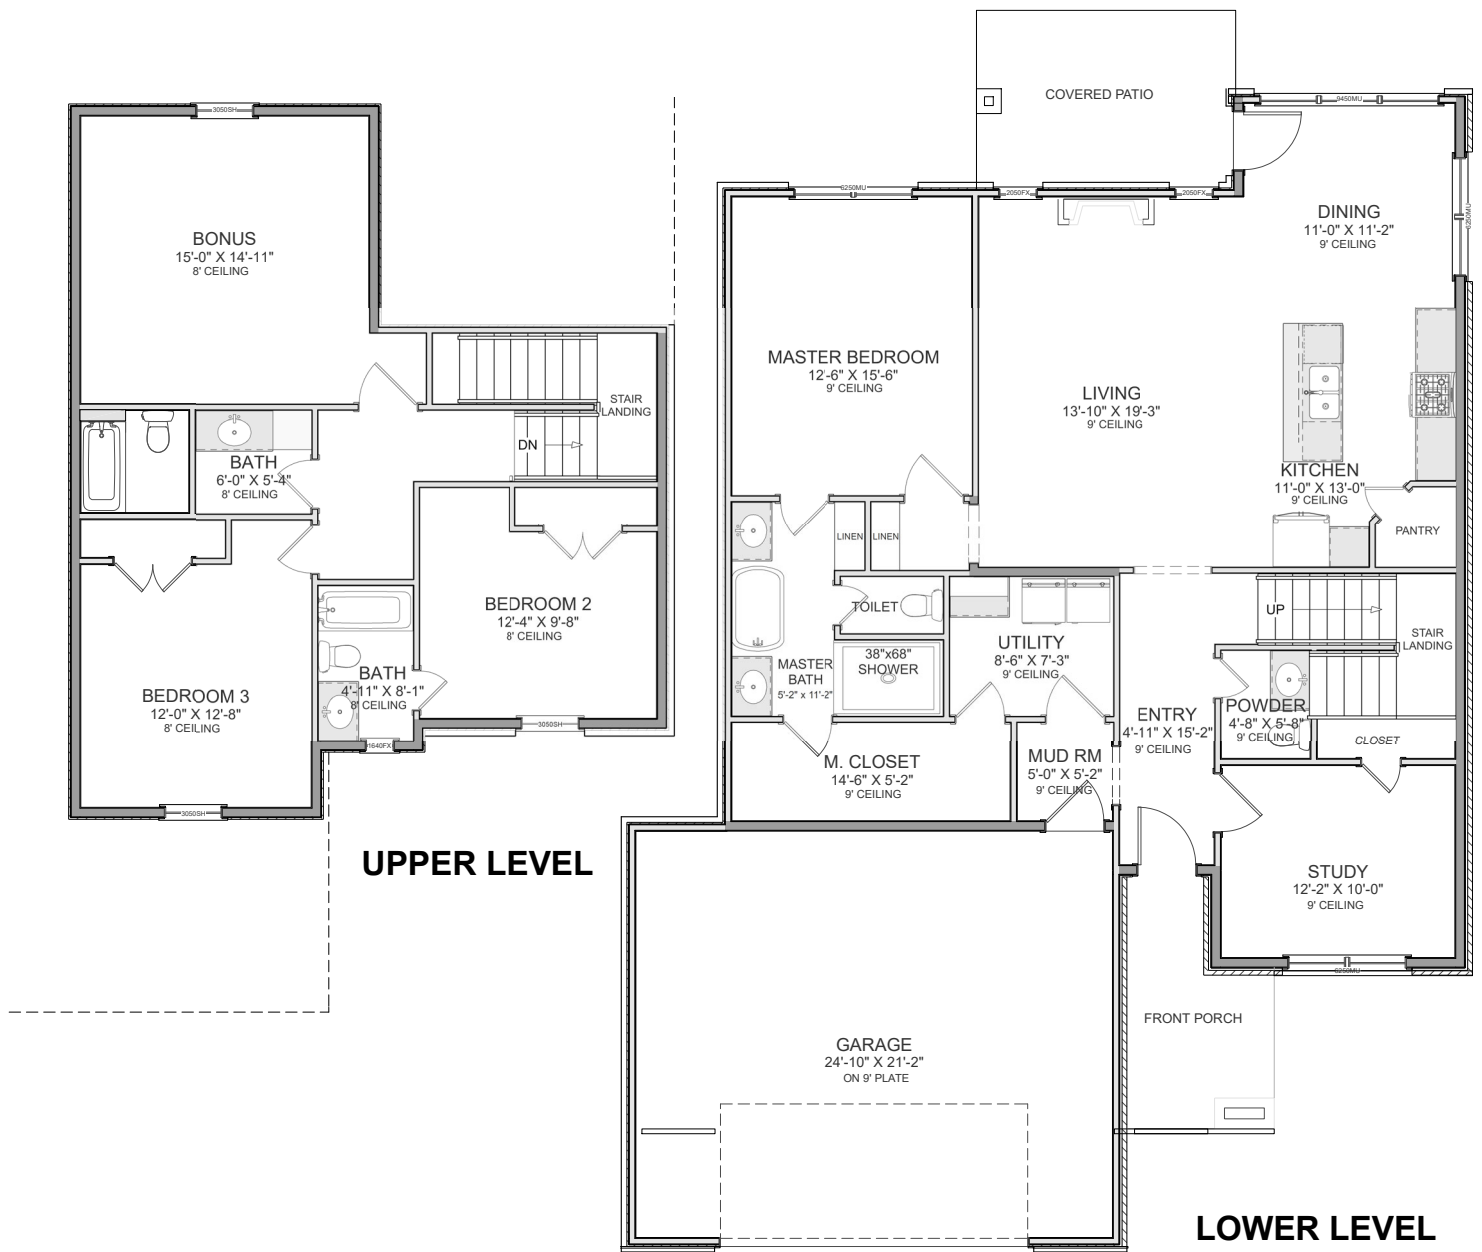 3050SH
BONUS
15'-0" X 14'-11"
8' CEILING
STAIR
LANDING
DN
BATH
6'-0" X 5'-4"
8' CEILING
BEDROOM 2
12'-4" X 9'-8"
8' CEILING
BATH
4'-11" X 8'-1"
8' CEILING
BEDROOM 3
12'-0" X 12'-8"
8' CEILING
3050SH
1640FX
3050SH
UPPER LEVEL
COVERED PATIO
9450MU
6250MU
2050FX
2050FX
6250MU
DINING
11'-0" X 11'-2"
9' CEILING
MASTER BEDROOM
12'-6" X 15'-6"
9' CEILING
LIVING
13'-10" X 19'-3"
9' CEILING
KITCHEN
11'-0" X 13'-0"
9' CEILING
PANTRY
LINEN
LINEN
TOILET
UTILITY
8'-6" X 7'-3"
9' CEILING
38"x68"
SHOWER
MASTER
BATH
5'-2" x 11'-2"
UP
STAIR
LANDING
POWDER
4'-8" X 5'-8"
9' CEILING
ENTRY
4'-11" X 15'-2"
9' CEILING
CLOSET
M. CLOSET
14'-6" X 5'-2"
9' CEILING
MUD RM
5'-0" X 5'-2"
9' CEILING
STUDY
12'-2" X 10'-0"
9' CEILING
6250MU
FRONT PORCH
GARAGE
24'-10" X 21'-2"
ON 9' PLATE
LOWER LEVEL